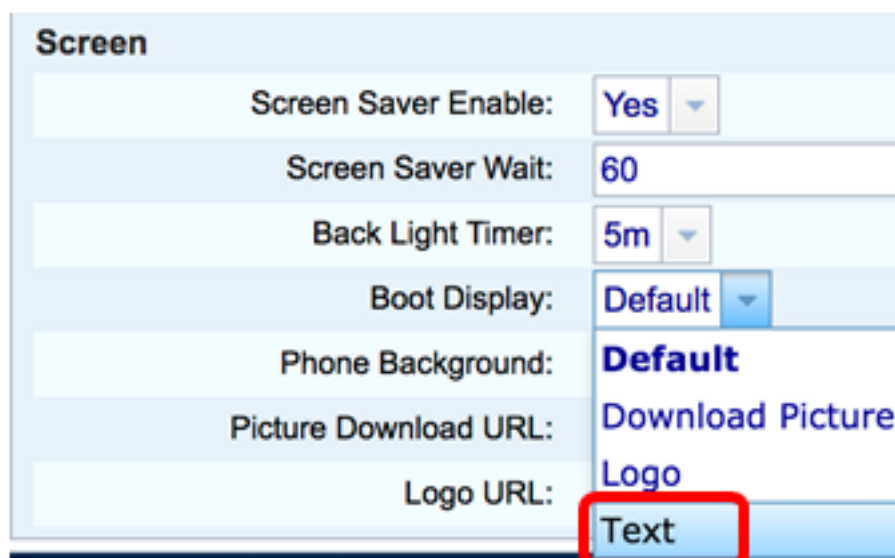 Screen
Screen Saver Enable: Yes
Screen Saver Wait: 60
Back Light Timer: 5m
Boot Display: Default
Phone Background: Default
Picture Download URL: Download Picture
Logo URL: Logo
Text